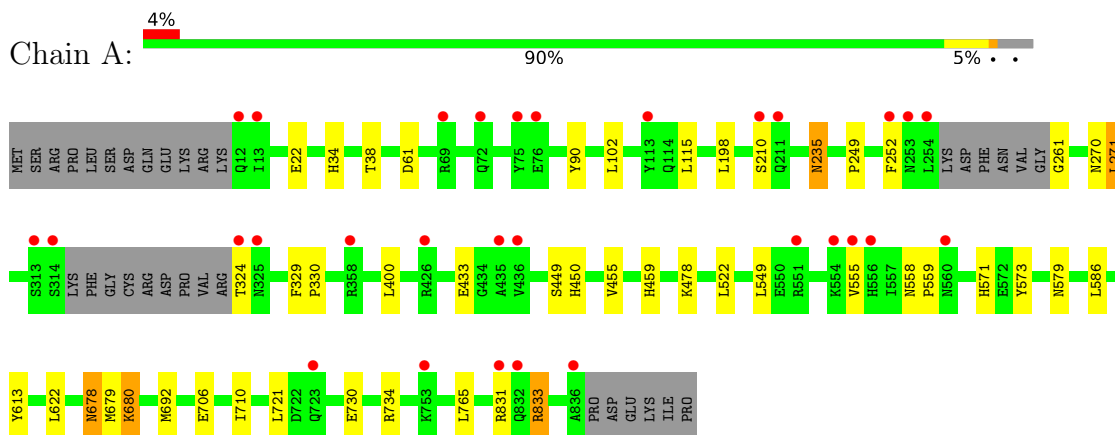 4%
Chain A:
90% 5% • •
MET SER ARG PRO LEU SER ASP GLN GLU LYS ARG LYS Q12 I13 E22 H34 T38 D61 R69 Q72 Y75 E76 Y90 L102 Y113 Q114 L115 L198 S210 Q211 N235 P249 F252 N253 L254 LYS ASP PHE ASN VAL GLY G261 N270 L271
S313 S314 LYS PHE GLY CYS ARG ASP PRO VAL ARG T324 N325 F329 P330 R358 L400 R426 E433 G434 A435 V436 S449 H450 V455 H459 K478 L522 L549 E550 R551 K554 V555 H556 I557 N558 P559 N560 H571 E572 Y573 N579 L586
Y613 L622 N678 M679 K680 M692 E706 I710 L721 D722 Q723 E730 R734 K753 L765 R831 Q832 R833 A836 PRO ASP GLU LYS ILE PRO